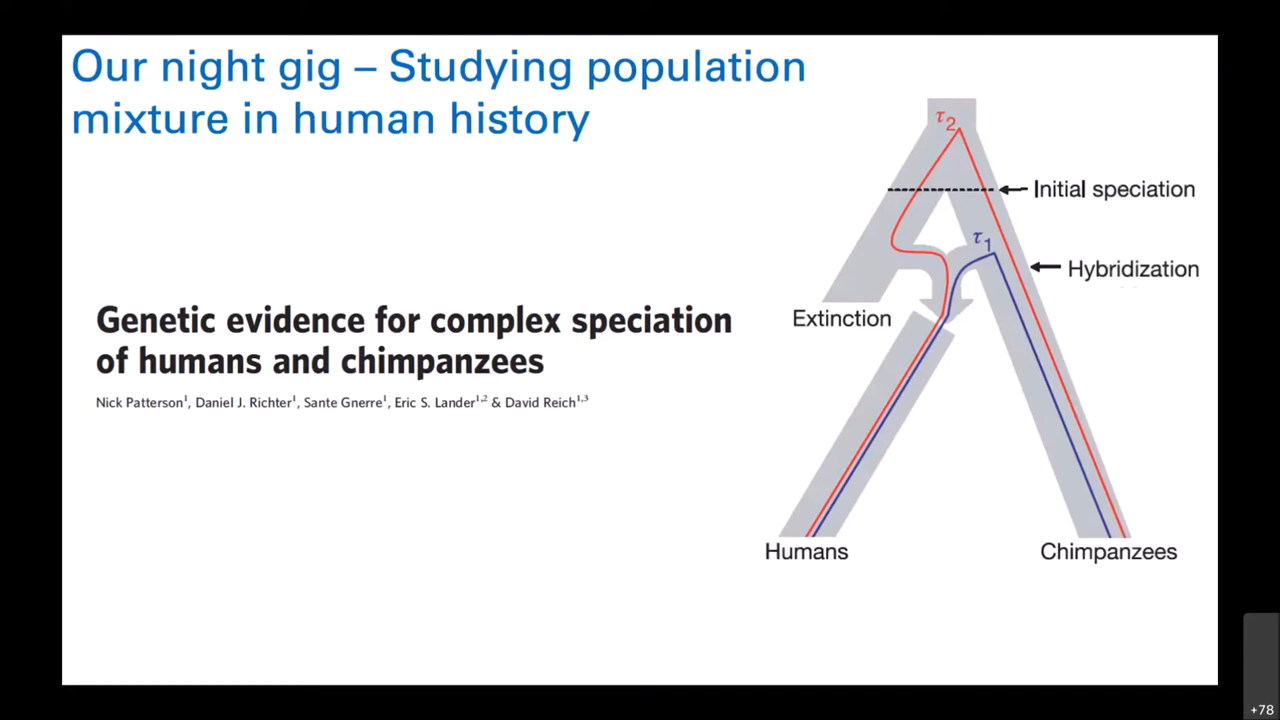 Our night gig – Studying population
mixture in human history
τ2
Initial speciation
τ1
Hybridization
Genetic evidence for complex speciation
of humans and chimpanzees
Extinction
Nick Patterson1, Daniel J. Richter1, Sante Gnerre1, Eric S. Lander1,2 & David Reich1,3
Humans
Chimpanzees
+78